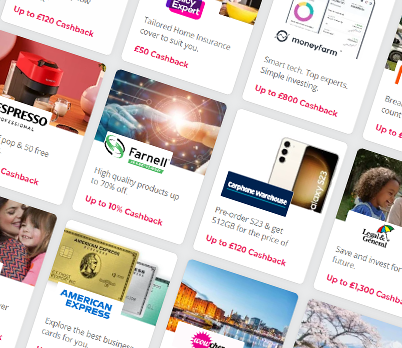 Up to £120 Cashback
Expert
Tailored Home Insurance
cover to suit you.
£50 Cashback
moneyfarm
Smart tech. Top experts.
Simple investing.
Up to £800 Cashback
ESPRESSO
PROFESSIONAL
pop & 50 free
Cashback
Farnell
High quality products up
to 70% off
Up to 10% Cashback
Galaxy S23
Carphone Warehouse
Pre-order S23 & get
512GB for the price of
Up to £120 Cashback
Legal &
General
Save and invest for
future.
Up to £1,300
AMERICAN EXPRESS
AMERICAN
EXPRESS
Explore the best business
cards for you.
wow